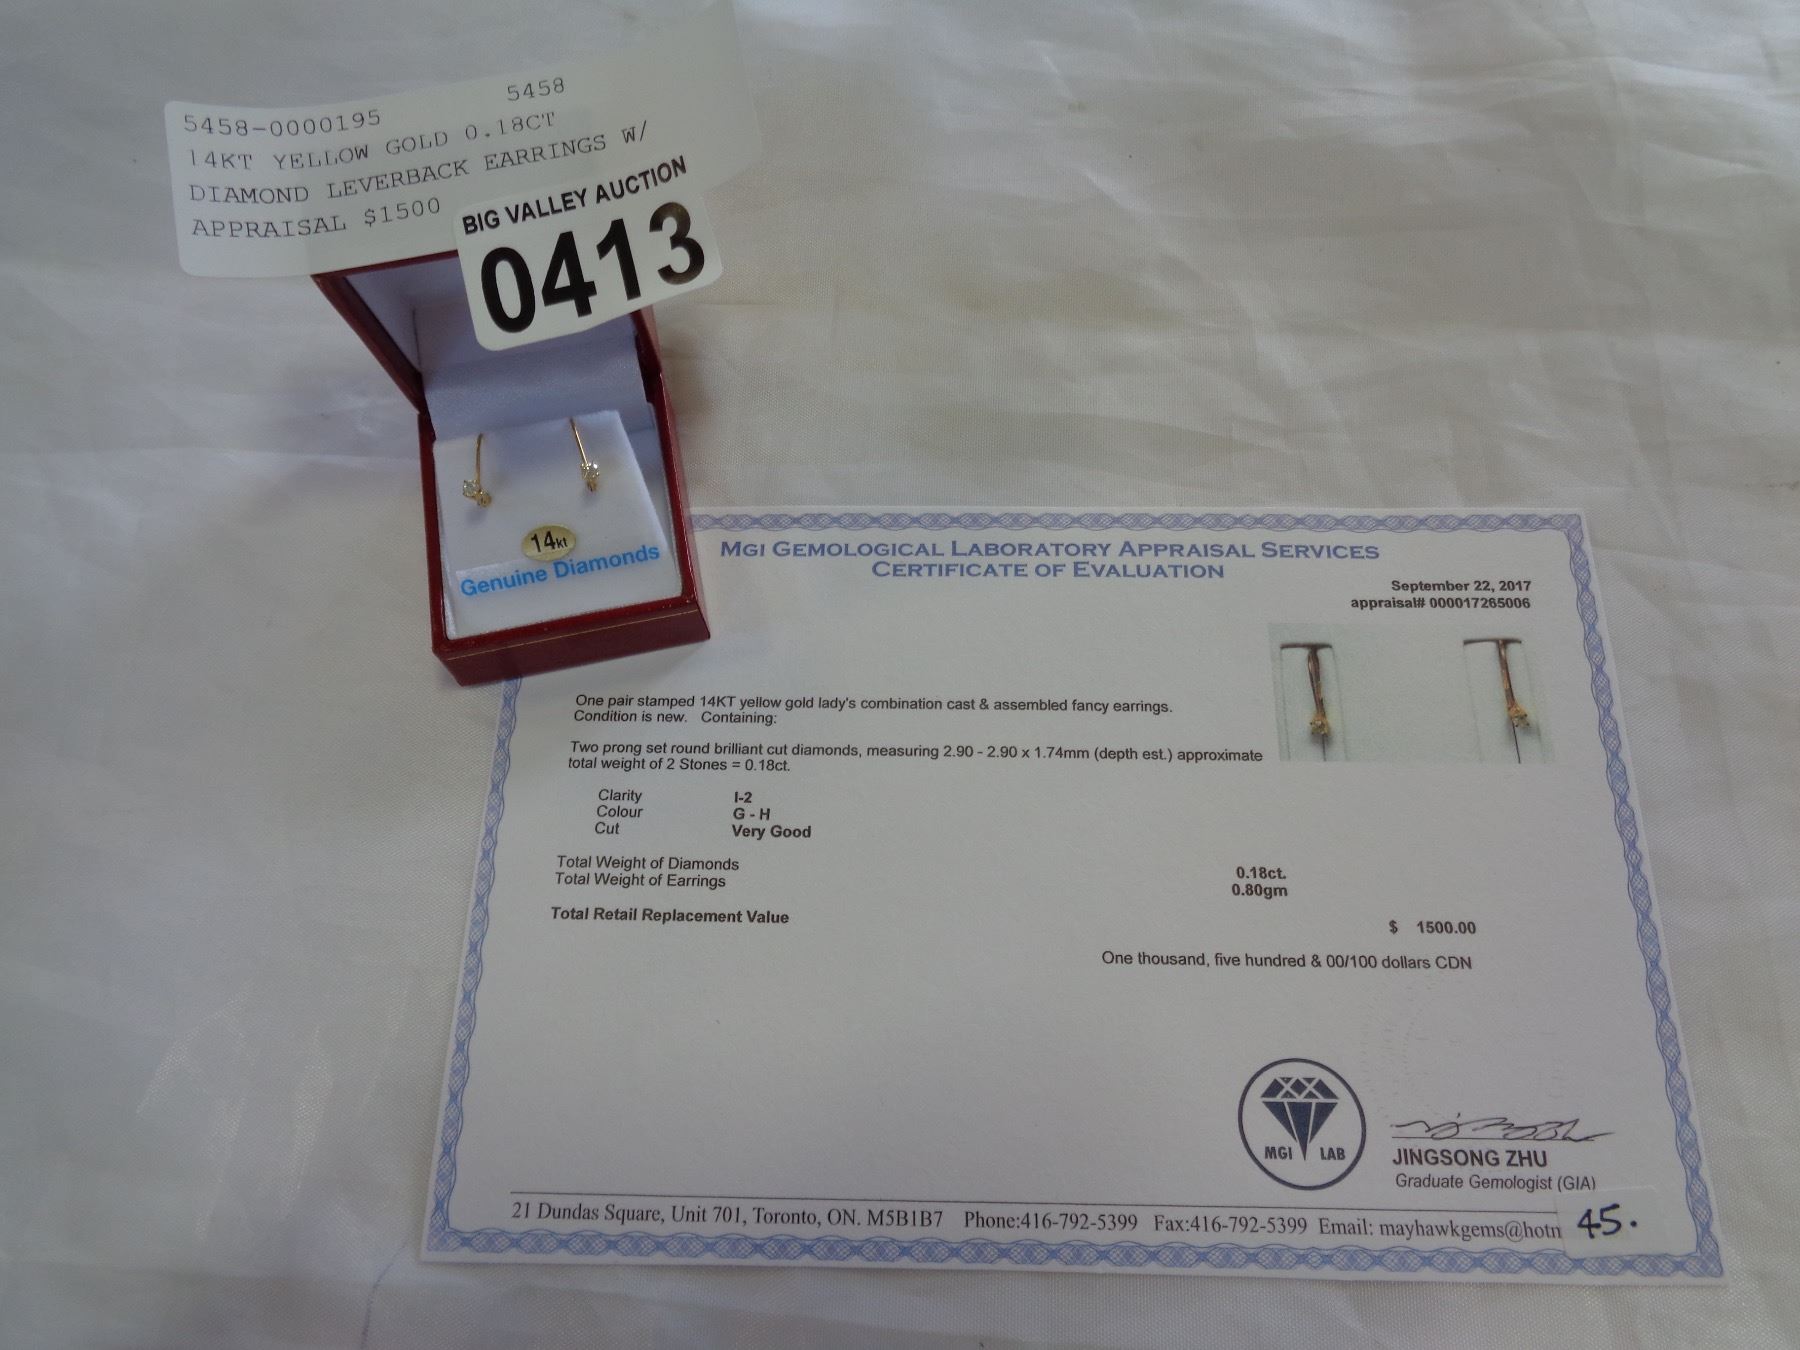 5458-0000195 5458
14KT YELLOW GOLD 0.18CT
DIAMOND LEVERBACK EARRINGS W/
APPRAISAL $1500
BIG VALLEY AUCTION
0413
14kt
Genuine Diamonds
MGI GEMOLOGICAL LABORATORY APPRAISAL SERVICES
CERTIFICATE OF EVALUATION
September 22, 2017
appraisal# 000017265006
One pair stamped 14KT yellow gold lady's combination cast & assembled fancy earrings.
Condition is new. Containing:
Two prong set round brilliant cut diamonds, measuring 2.90 - 2.90 x 1.74mm (depth est.) approximate
total weight of 2 Stones = 0.18ct.
Clarity I-2
Colour G - H
Cut Very Good
Total Weight of Diamonds 0.18ct.
Total Weight of Earrings 0.80gm
Total Retail Replacement Value $ 1500.00
One thousand, five hundred & 00/100 dollars CDN
MGI LAB
JINGSONG ZHU
Graduate Gemologist (GIA)
21 Dundas Square, Unit 701, Toronto, ON. M5B1B7 Phone:416-792-5399 Fax:416-792-5399 Email: mayhawkgems@hotm
45.